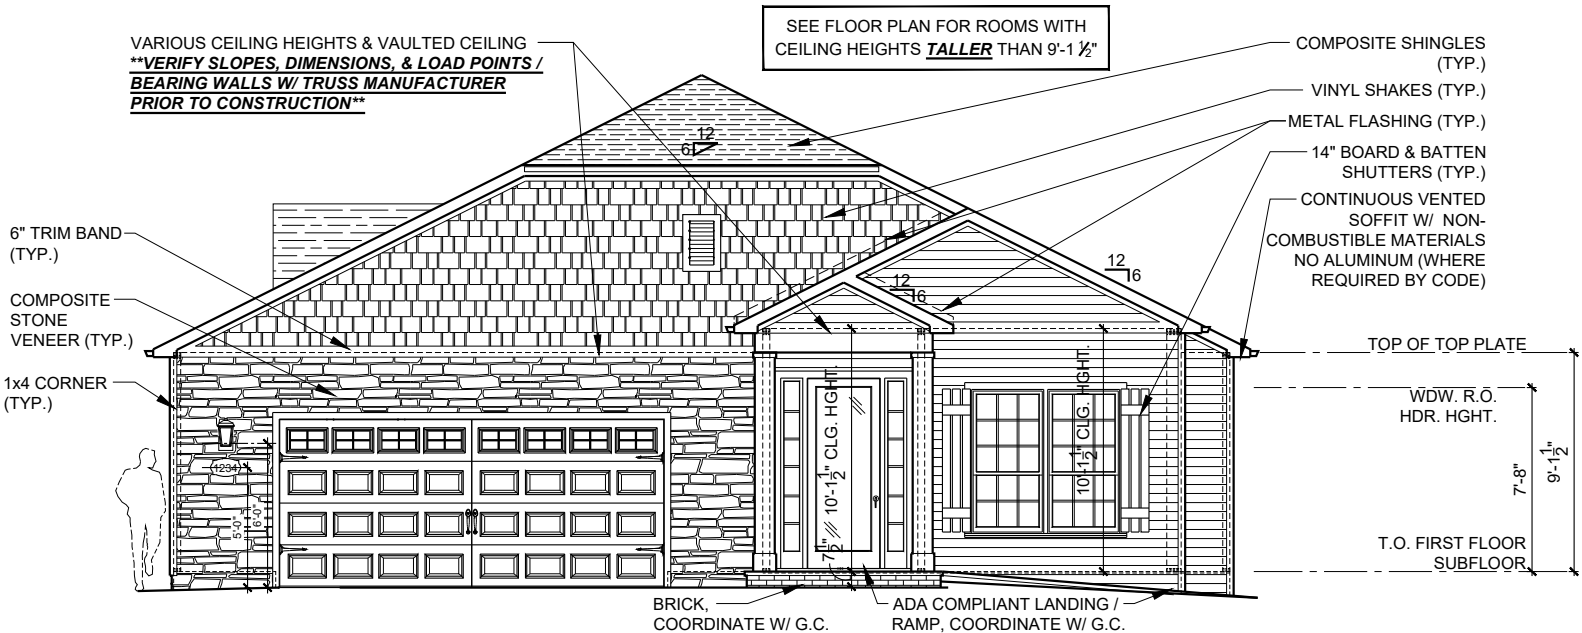 SEE FLOOR PLAN FOR ROOMS WITH
CEILING HEIGHTS TALLER THAN 9'-1 ½"
VARIOUS CEILING HEIGHTS & VAULTED CEILING
**VERIFY SLOPES, DIMENSIONS, & LOAD POINTS /
BEARING WALLS W/ TRUSS MANUFACTURER
PRIOR TO CONSTRUCTION**
6" TRIM BAND
(TYP.)
COMPOSITE
STONE
VENEER (TYP.)
1x4 CORNER
(TYP.)
COMPOSITE SHINGLES
(TYP.)
VINYL SHAKES (TYP.)
METAL FLASHING (TYP.)
14" BOARD & BATTEN
SHUTTERS (TYP.)
CONTINUOUS VENTED
SOFFIT W/ NON-
COMBUSTIBLE MATERIALS
NO ALUMINUM (WHERE
REQUIRED BY CODE)
12
6
12
6
12
6
1234
5'-0"
6'-0"
10'-1½" CLG. HGHT.
7½"
10'-1½" CLG. HGHT.
TOP OF TOP PLATE
WDW. R.O.
HDR. HGHT.
7'-8"
9'-1½"
T.O. FIRST FLOOR
SUBFLOOR
BRICK,
COORDINATE W/ G.C.
ADA COMPLIANT LANDING /
RAMP, COORDINATE W/ G.C.